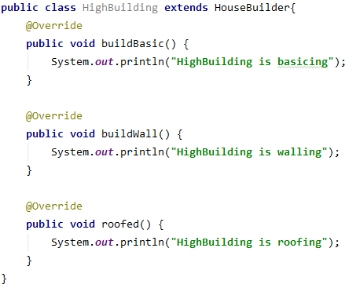 public class HighBuilding extends HouseBuilder{
@Override
public void buildBasic() {
System.out.println("HighBuilding is basicing");
}
@Override
public void buildWall() {
System.out.println("HighBuilding is walling");
}
@Override
public void roofed() {
System.out.println("HighBuilding is roofing");
}
}